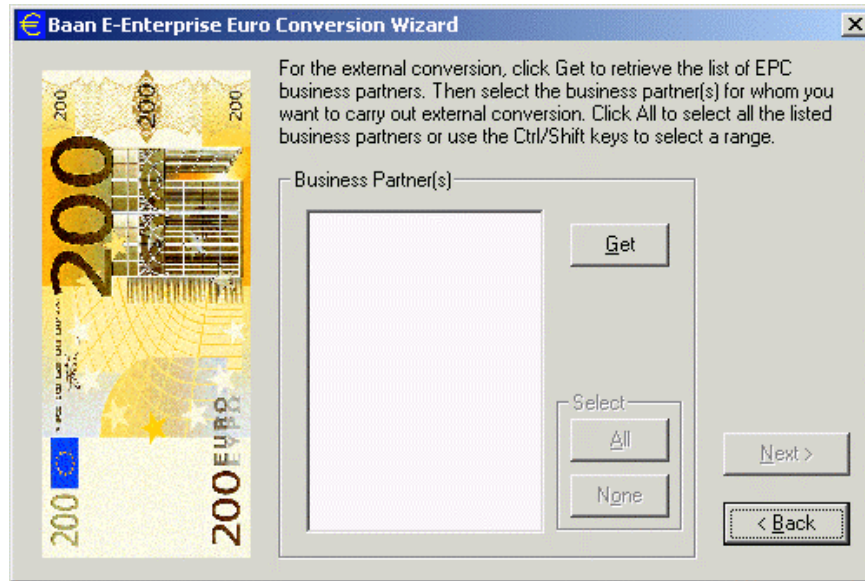 Baan E-Enterprise Euro Conversion Wizard
For the external conversion, click Get to retrieve the list of EPC
business partners. Then select the business partner(s) for whom you
want to carry out external conversion. Click All to select all the listed
business partners or use the Ctrl/Shift keys to select a range.
200
200
200
200
200 EURO
ΕΥΡΩ
200
Business Partner(s)
Get
Select
All
None
Next >
< Back